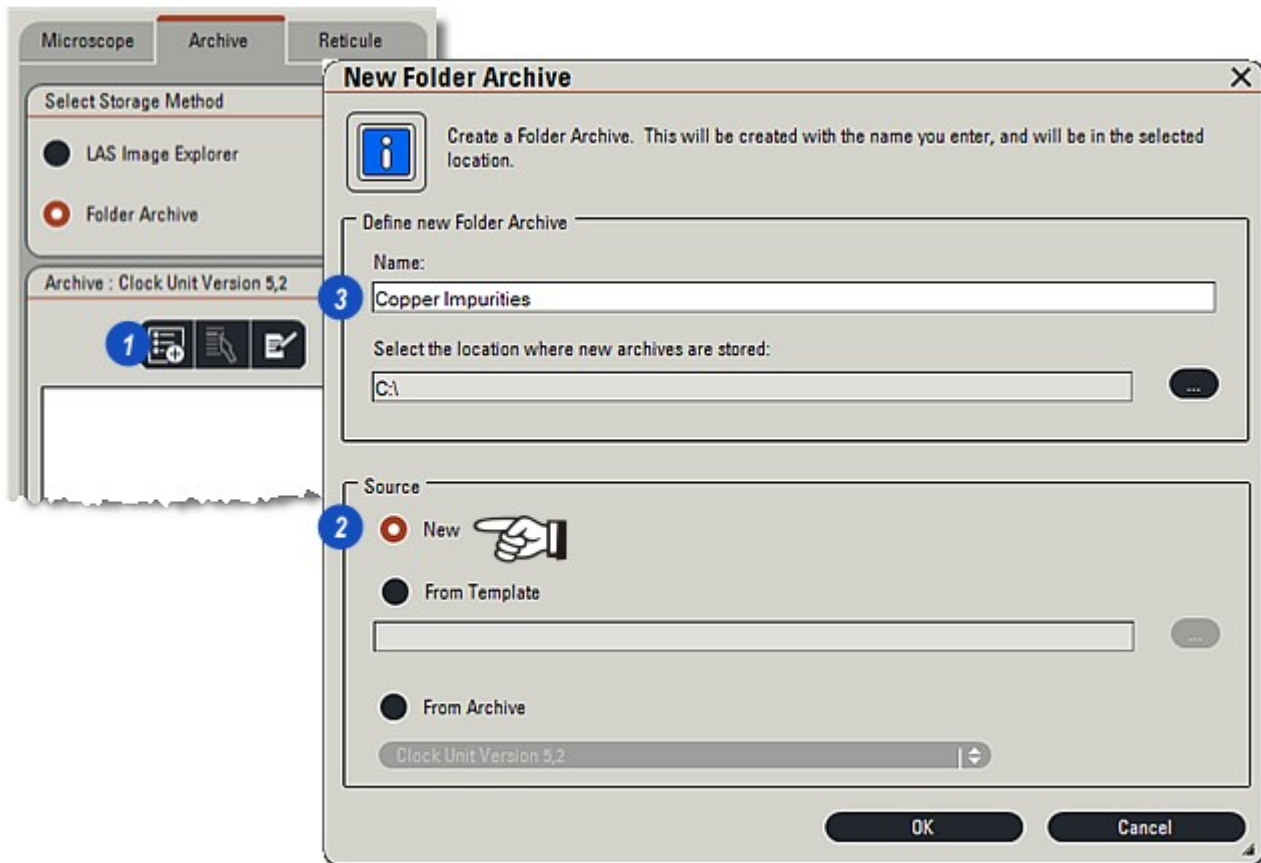 Microscope Archive Reticule
Select Storage Method
LAS Image Explorer
Folder Archive
Archive : Clock Unit Version 5,2
1
New Folder Archive
Create a Folder Archive. This will be created with the name you enter, and will be in the selected
location.
Define new Folder Archive
Name:
3
Copper Impurities
Select the location where new archives are stored:
C:\
...
Source
2
New
From Template
...
From Archive
Clock Unit Version 5,2
OK Cancel